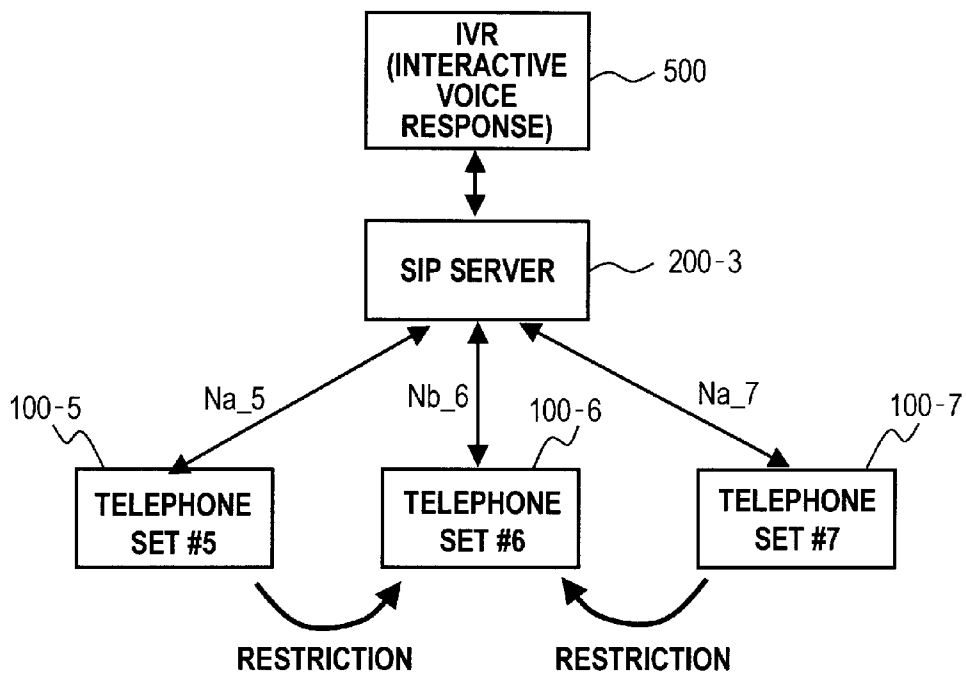 IVR
(INTERACTIVE
VOICE
RESPONSE)
500
SIP SERVER
200-3
Na_5
Nb_6
Na_7
100-5
100-6
100-7
TELEPHONE
SET #5
TELEPHONE
SET #6
TELEPHONE
SET #7
RESTRICTION
RESTRICTION